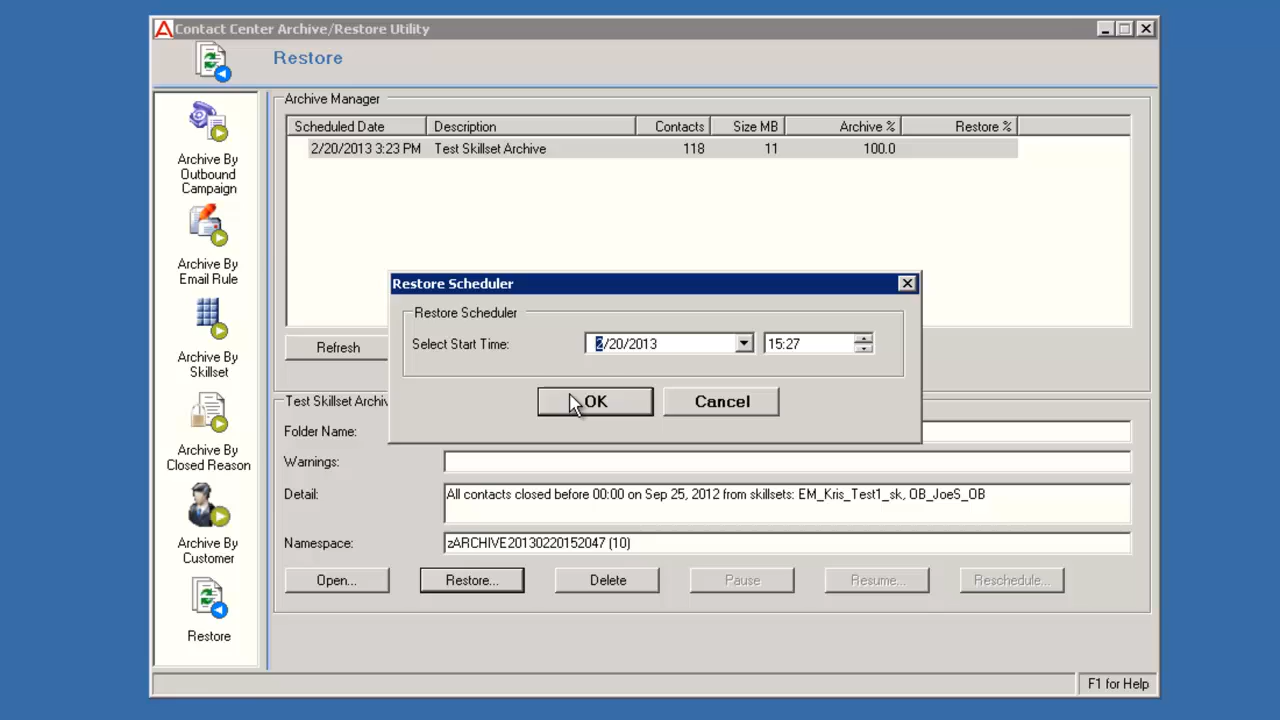 Contact Center Archive/Restore Utility
Restore
Archive By
Outbound
Campaign
Archive By
Email Rule
Archive By
Skillset
Archive By
Closed Reason
Archive By
Customer
Restore
Archive Manager
Scheduled Date Description Contacts Size MB Archive % Restore %
2/20/2013 3:23 PM Test Skillset Archive 118 11 100.0
Refresh
Restore Scheduler
Restore Scheduler
Select Start Time: 2/20/2013 15:27
OK Cancel
Test Skillset Archiv
Folder Name:
Warnings:
Detail: All contacts closed before 00:00 on Sep 25, 2012 from skillsets: EM_Kris_Test1_sk, OB_JoeS_OB
Namespace: zARCHIVE20130220152047 (10)
Open... Restore... Delete Pause Resume... Reschedule...
F1 for Help